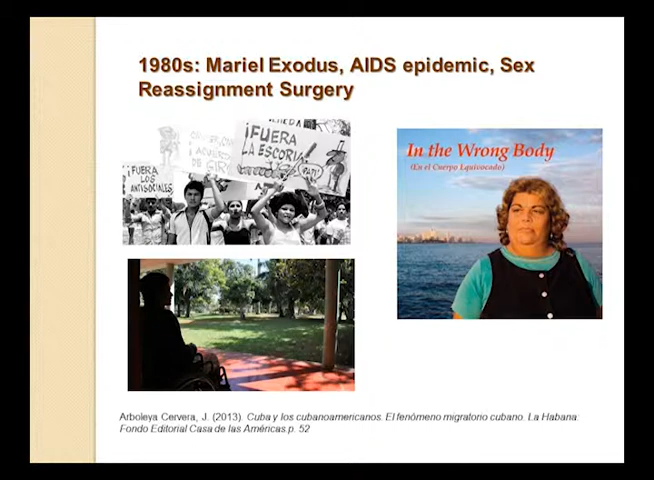 1980s: Mariel Exodus, AIDS epidemic, Sex
Reassignment Surgery
¡FUERA
LA ESCORIA!
¡FUERA
LOS
ANTISOCIALES
In the Wrong Body
(En el Cuerpo Equivocado)
Arboleya Cervera, J. (2013). Cuba y los cubanoamericanos. El fenómeno migratorio cubano. La Habana:
Fondo Editorial Casa de las Américas.p. 52